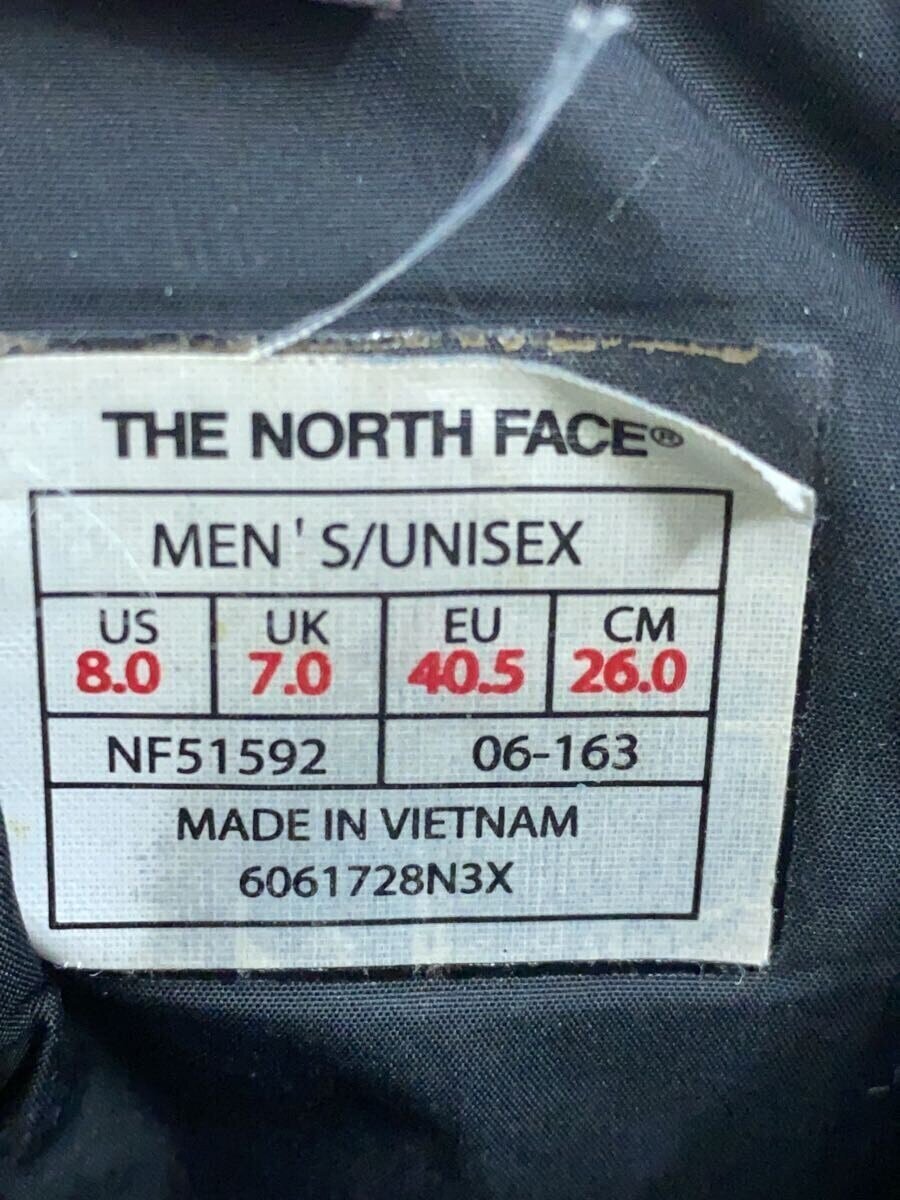 THE NORTH FACE®
MEN'S/UNISEX
US UK EU CM
8.0 7.0 40.5 26.0
NF51592 06-163
MADE IN VIETNAM
6061728N3X